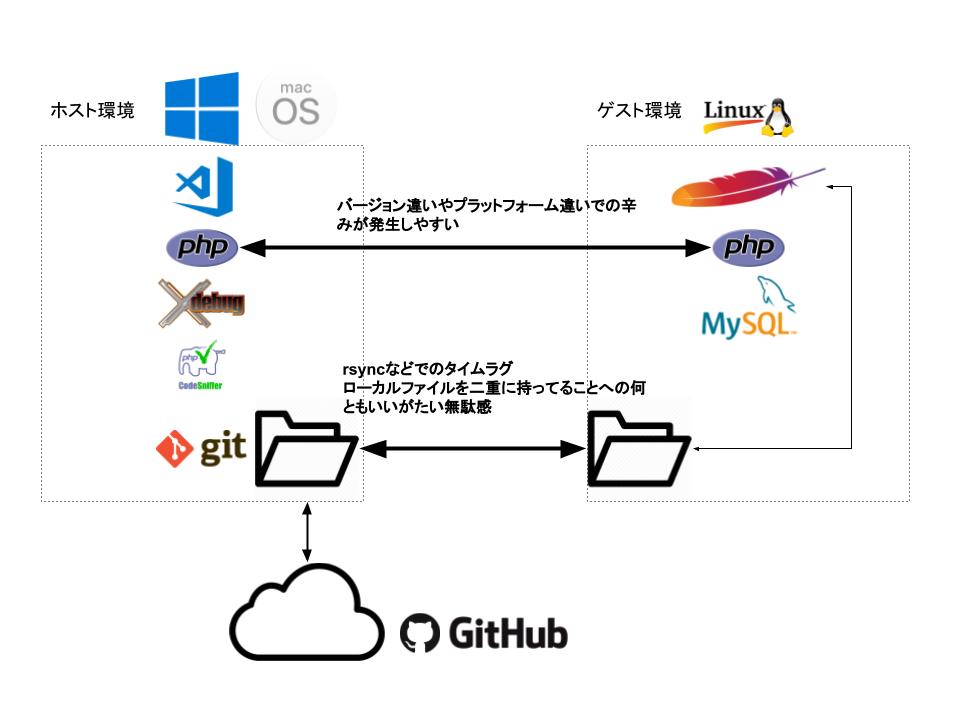 mac
OS
ホスト環境
ゲスト環境
Linux
バージョン違いやプラットフォーム違いでの辛
みが発生しやすい
php
php
Xdebug
MySQL
php
CodeSniffer
rsyncなどでのタイムラグ
ローカルファイルを二重に持ってることへの何
ともいいがたい無駄感
git
GitHub